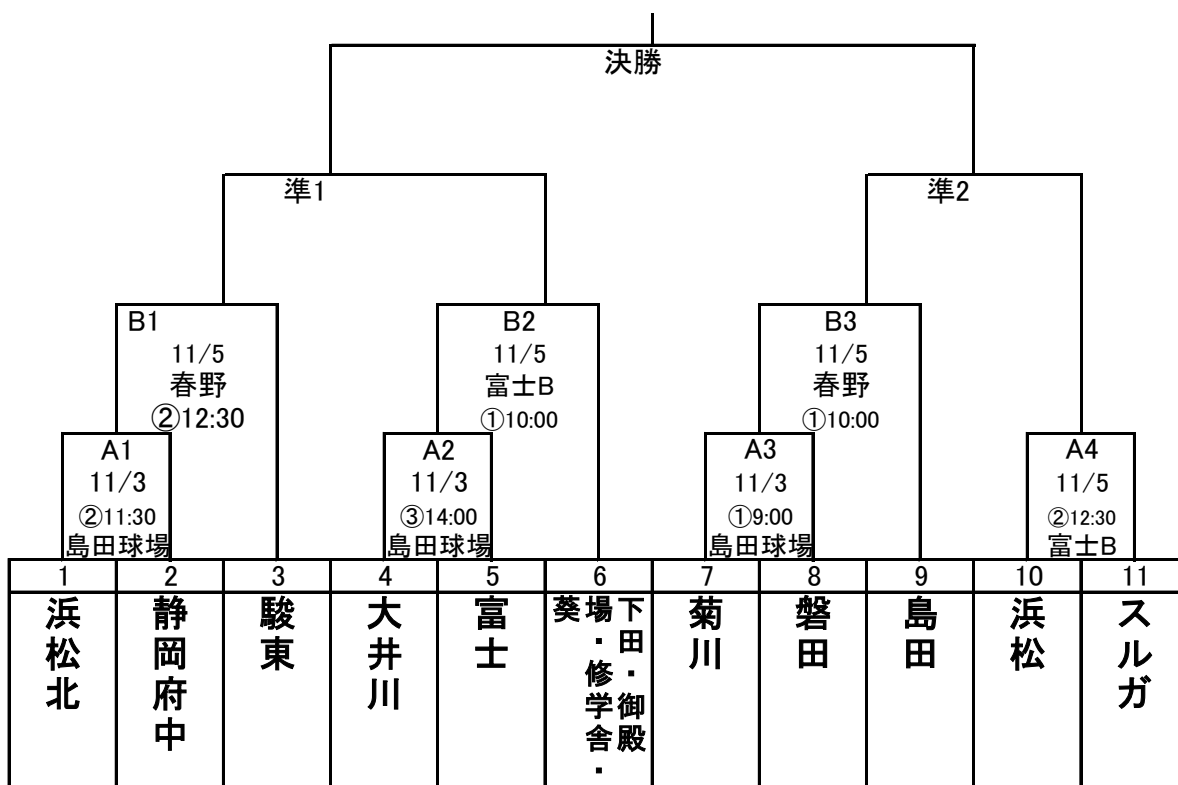 決勝
準1
準2
B1
11/5
春野
②12:30
B2
11/5
富士B
①10:00
B3
11/5
春野
①10:00
A1
11/3
②11:30
島田球場
A2
11/3
③14:00
島田球場
A3
11/3
①9:00
島田球場
A4
11/5
②12:30
富士B
1 2 3 4 5 6 7 8 9 10 11
浜松北
静岡府中
駿東
大井川
富士
下田・御殿
場・修学舎・
葵
菊川
磐田
島田
浜松
スルガ